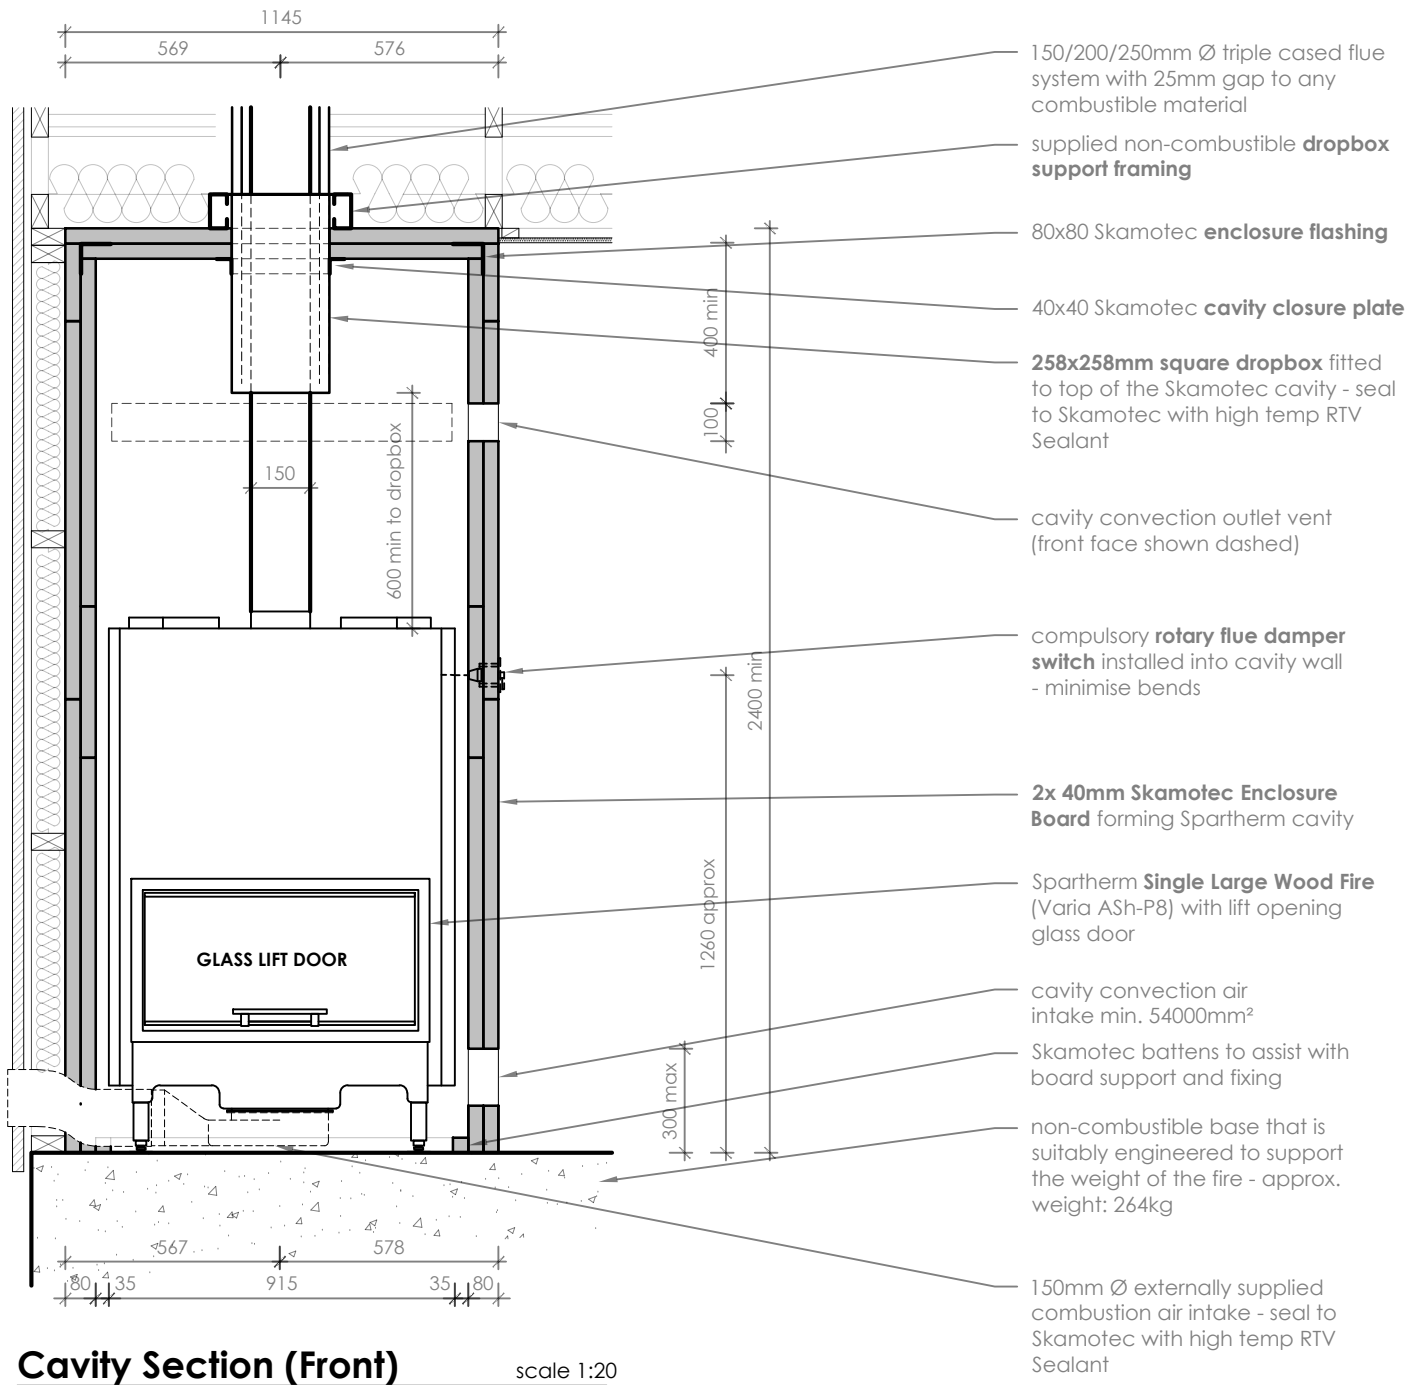 1145
569
576
150/200/250mm Ø triple cased flue
system with 25mm gap to any
combustible material
supplied non-combustible dropbox
support framing
80x80 Skamotec enclosure flashing
40x40 Skamotec cavity closure plate
258x258mm square dropbox fitted
to top of the Skamotec cavity - seal
to Skamotec with high temp RTV
Sealant
400 min
100
600 min to dropbox
150
cavity convection outlet vent
(front face shown dashed)
compulsory rotary flue damper
switch installed into cavity wall
- minimise bends
2400 min
2x 40mm Skamotec Enclosure
Board forming Spartherm cavity
1260 approx
Spartherm Single Large Wood Fire
(Varia ASh-P8) with lift opening
glass door
GLASS LIFT DOOR
cavity convection air
intake min. 54000mm²
Skamotec battens to assist with
board support and fixing
300 max
non-combustible base that is
suitably engineered to support
the weight of the fire - approx.
weight: 264kg
567
578
80
35
915
35
80
150mm Ø externally supplied
combustion air intake - seal to
Skamotec with high temp RTV
Sealant
Cavity Section (Front)
scale 1:20